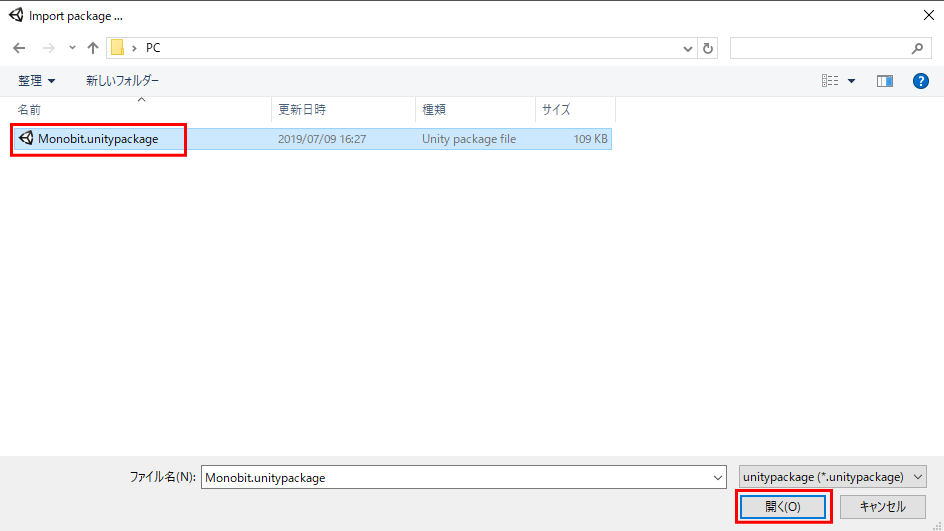 Import package ...
PC
整理 新しいフォルダー
名前 更新日時 種類 サイズ
Monobit.unitypackage 2019/07/09 16:27 Unity package file 109 KB
ファイル名(N): Monobit.unitypackage unitypackage (*.unitypackage)
開く(O) キャンセル